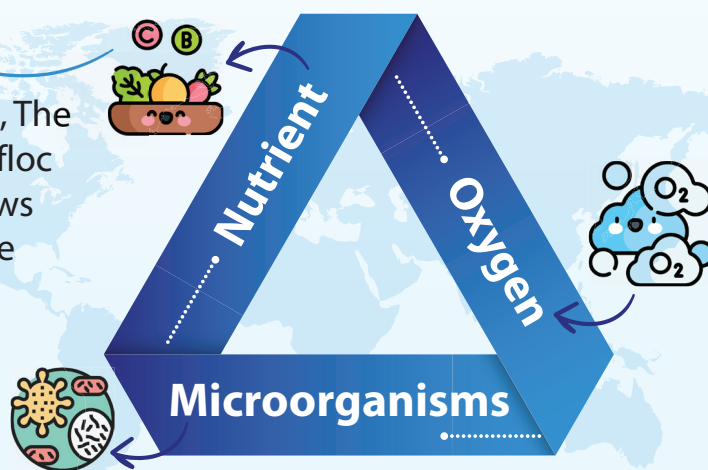 C B
, The
floc
ws
e
Nutrient
Oxygen
O2
O2
Microorganisms